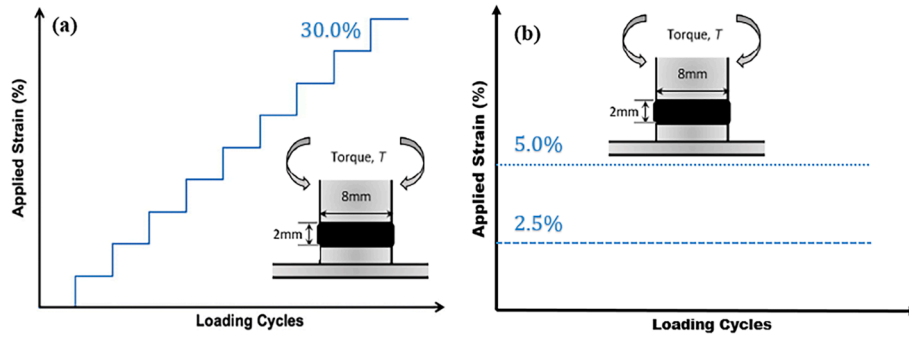 (a)
30.0%
Torque, T
8mm
2mm
Applied Strain (%)
Loading Cycles
(b)
Torque, T
8mm
2mm
5.0%
2.5%
Applied Strain (%)
Loading Cycles